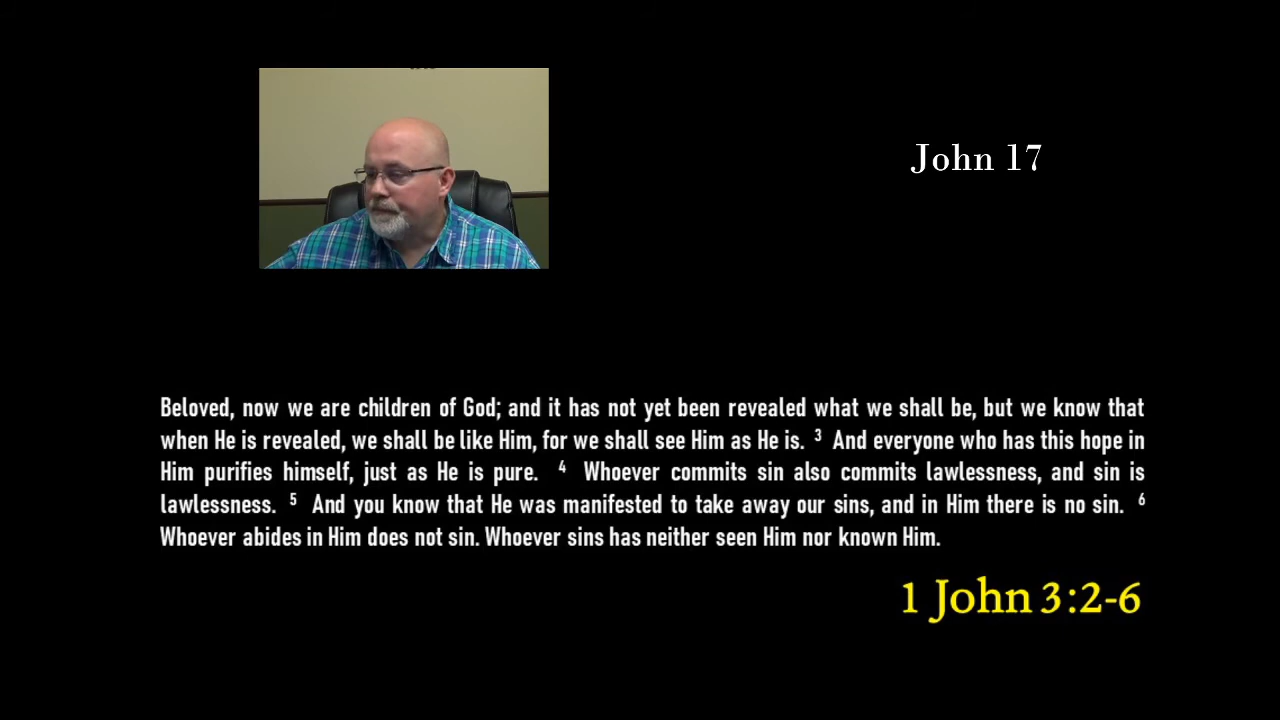 John 17
Beloved, now we are children of God; and it has not yet been revealed what we shall be, but we know that
when He is revealed, we shall be like Him, for we shall see Him as He is. 3 And everyone who has this hope in
Him purifies himself, just as He is pure. 4 Whoever commits sin also commits lawlessness, and sin is
lawlessness. 5 And you know that He was manifested to take away our sins, and in Him there is no sin. 6
Whoever abides in Him does not sin. Whoever sins has neither seen Him nor known Him.
1 John 3:2-6